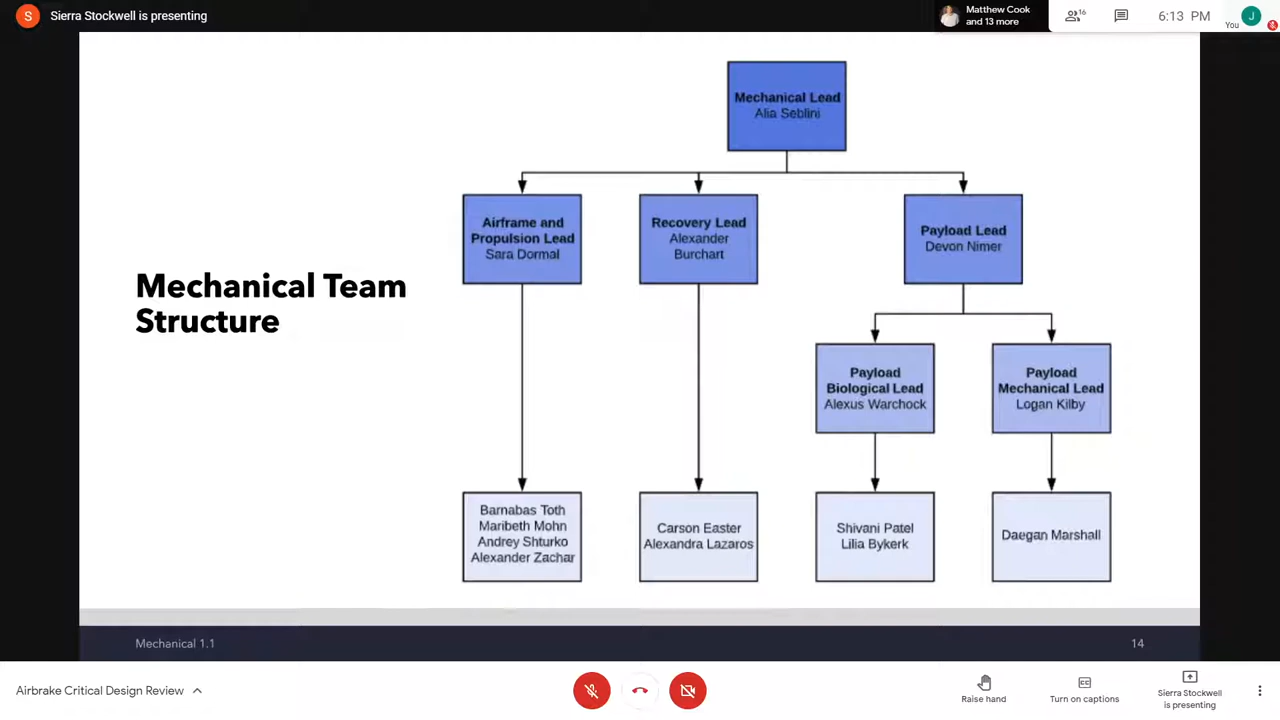 S
Sierra Stockwell is presenting
Matthew Cook
and 13 more
16
6:13 PM
You
J
Mechanical Lead
Alia Seblini
Airframe and
Propulsion Lead
Sara Dormal
Recovery Lead
Alexander
Burchart
Payload Lead
Devon Nimer
Mechanical Team
Structure
Payload
Biological Lead
Alexus Warchock
Payload
Mechanical Lead
Logan Kilby
Barnabas Toth
Maribeth Mohn
Andrey Shturko
Alexander Zachar
Carson Easter
Alexandra Lazaros
Shivani Patel
Lilia Bykerk
Daegan Marshall
Mechanical 1.1
14
Airbrake Critical Design Review
Raise hand
CC
Turn on captions
Sierra Stockwell
is presenting